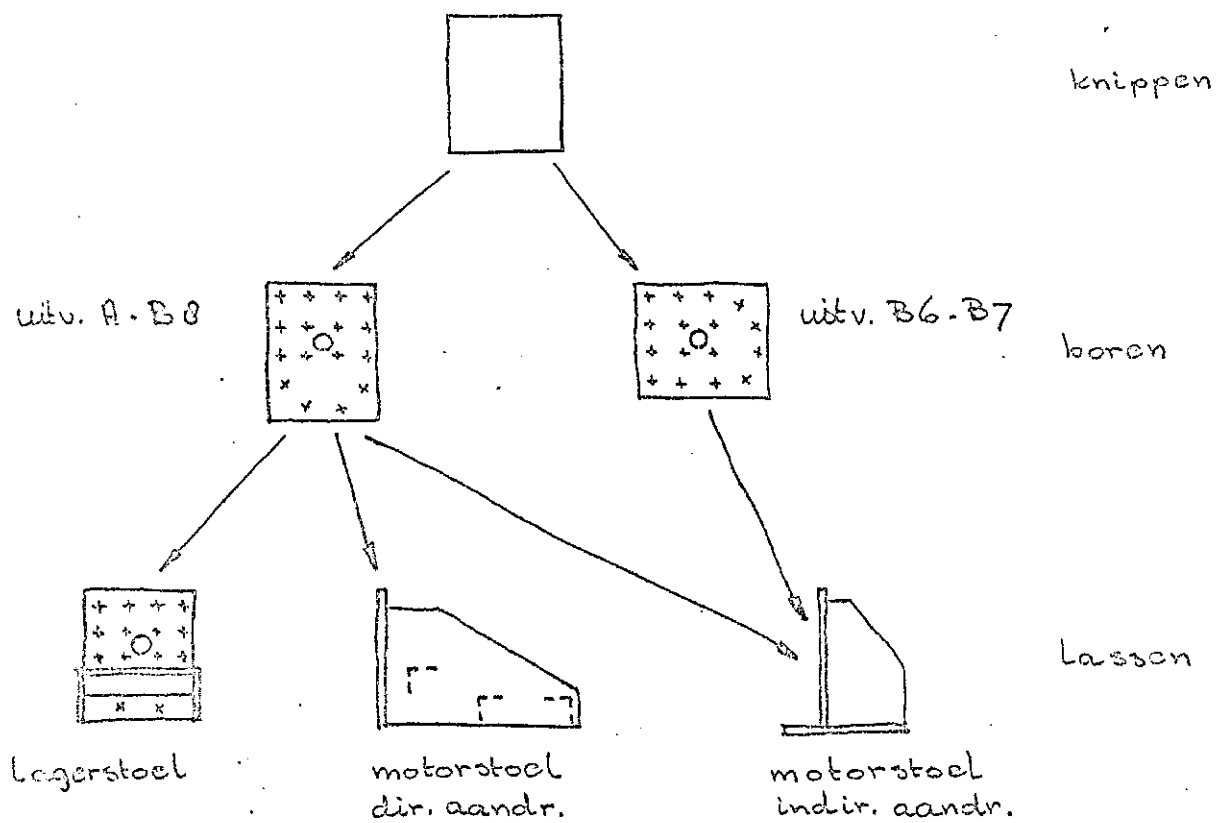 knippen
uitv. A-B8
uitv. B6-B7
boren
lassen
lagerstoel
motorstoel
dir. aandr.
motorstoel
indir. aandr.